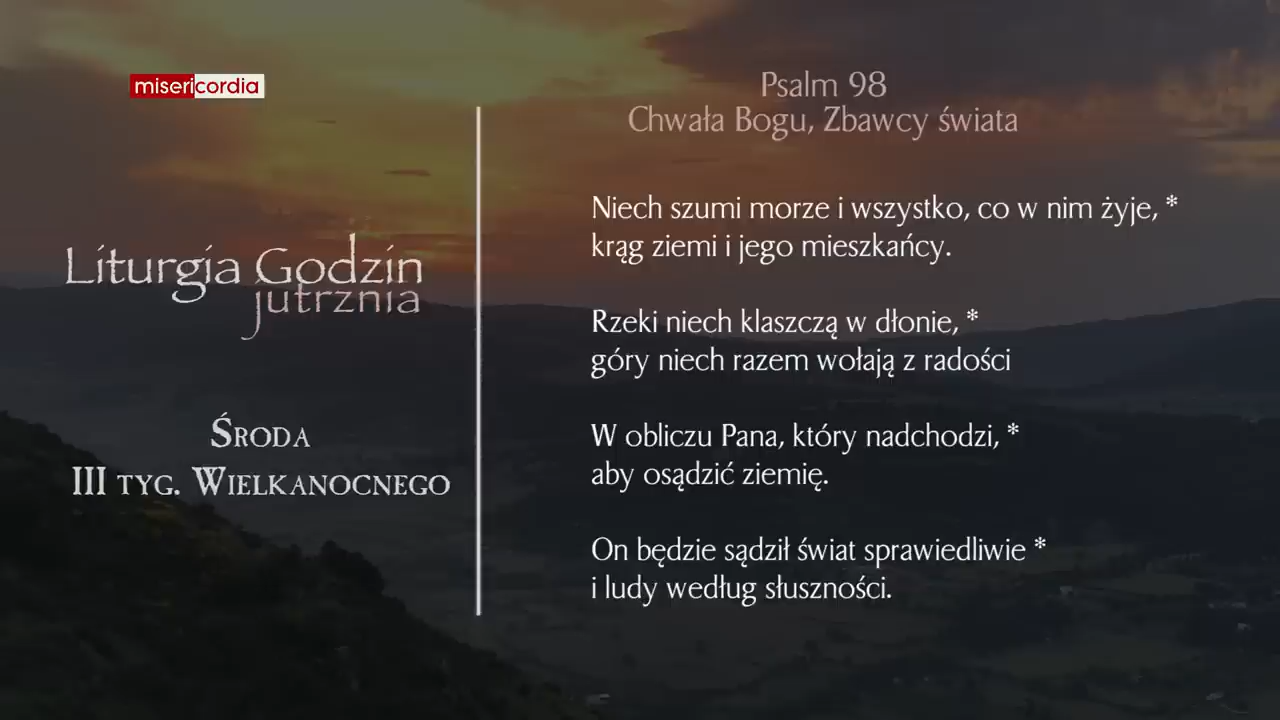 misericordia
Liturgia Godzin
jutrznia
Środa
III tyg. Wielkanocnego
Psalm 98
Chwała Bogu, Zbawcy świata
Niech szumi morze i wszystko, co w nim żyje, *
krąg ziemi i jego mieszkańcy.
Rzeki niech klaszczą w dłonie, *
góry niech razem wołają z radości
W obliczu Pana, który nadchodzi, *
aby osądzić ziemię.
On będzie sądził świat sprawiedliwie *
i ludy według słuszności.